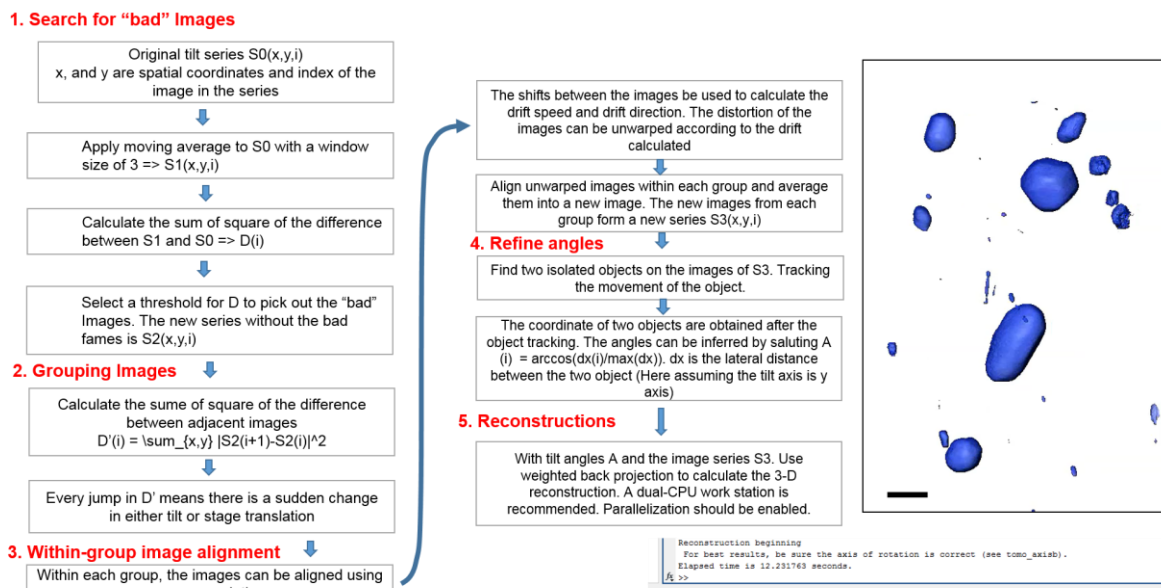 1. Search for “bad” Images
Original tilt series S0(x,y,i)
x, and y are spatial coordinates and index of the
image in the series
Apply moving average to S0 with a window
size of 3 => S1(x,y,i)
Calculate the sum of square of the difference
between S1 and S0 => D(i)
Select a threshold for D to pick out the “bad”
Images. The new series without the bad
fames is S2(x,y,i)
2. Grouping Images
Calculate the sume of square of the difference
between adjacent images
D’(i) = \sum_{x,y} |S2(i+1)-S2(i)|^2
Every jump in D’ means there is a sudden change
in either tilt or stage translation
3. Within-group image alignment
Within each group, the images can be aligned using
The shifts between the images be used to calculate the
drift speed and drift direction. The distortion of the
images can be unwarped according to the drift
calculated
Align unwarped images within each group and average
them into a new image. The new images from each
group form a new series S3(x,y,i)
4. Refine angles
Find two isolated objects on the images of S3. Tracking
the movement of the object.
The coordinate of two objects are obtained after the
object tracking. The angles can be inferred by saluting A
(i) = arccos(dx(i)/max(dx)). dx is the lateral distance
between the two object (Here assuming the tilt axis is y
axis)
5. Reconstructions
With tilt angles A and the image series S3. Use
weighted back projection to calculate the 3-D
reconstruction. A dual-CPU work station is
recommended. Parallelization should be enabled.
Reconstruction beginning
For best results, be sure the axis of rotation is correct (see tomo_axisb).
Elapsed time is 12.231763 seconds.
fx >>